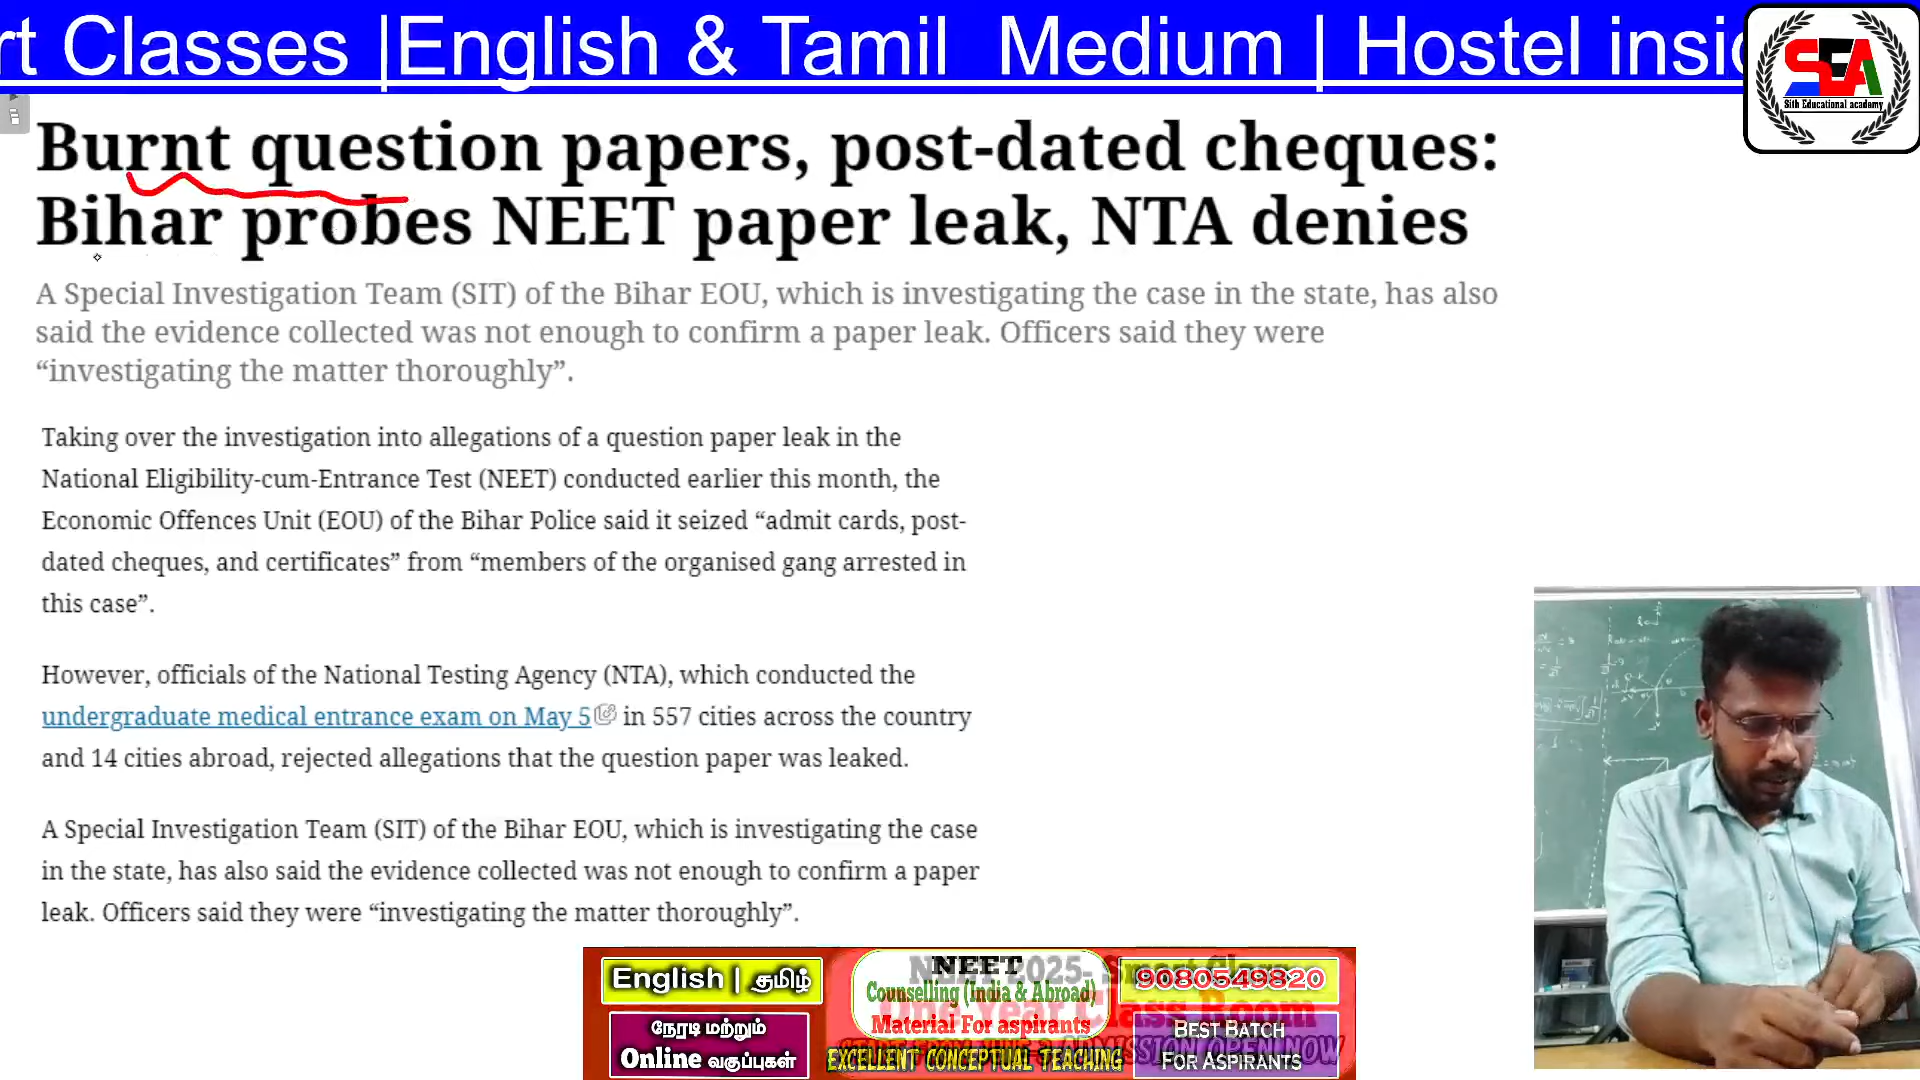 rt Classes |English & Tamil Medium | Hostel insi
SEA
Sith Educational academy
Burnt question papers, post-dated cheques:
Bihar probes NEET paper leak, NTA denies
A Special Investigation Team (SIT) of the Bihar EOU, which is investigating the case in the state, has also
said the evidence collected was not enough to confirm a paper leak. Officers said they were
“investigating the matter thoroughly”.
Taking over the investigation into allegations of a question paper leak in the
National Eligibility-cum-Entrance Test (NEET) conducted earlier this month, the
Economic Offences Unit (EOU) of the Bihar Police said it seized “admit cards, post-
dated cheques, and certificates” from “members of the organised gang arrested in
this case”.
However, officials of the National Testing Agency (NTA), which conducted the
undergraduate medical entrance exam on May 5 in 557 cities across the country
and 14 cities abroad, rejected allegations that the question paper was leaked.
A Special Investigation Team (SIT) of the Bihar EOU, which is investigating the case
in the state, has also said the evidence collected was not enough to confirm a paper
leak. Officers said they were “investigating the matter thoroughly”.
English | தமிழ்
நேரடி மற்றும்
Online வகுப்புகள்
NEET
Counselling (India & Abroad)
Material For aspirants
EXCELLENT CONCEPTUAL TEACHING
9080549820
BEST BATCH
FOR ASPIRANTS